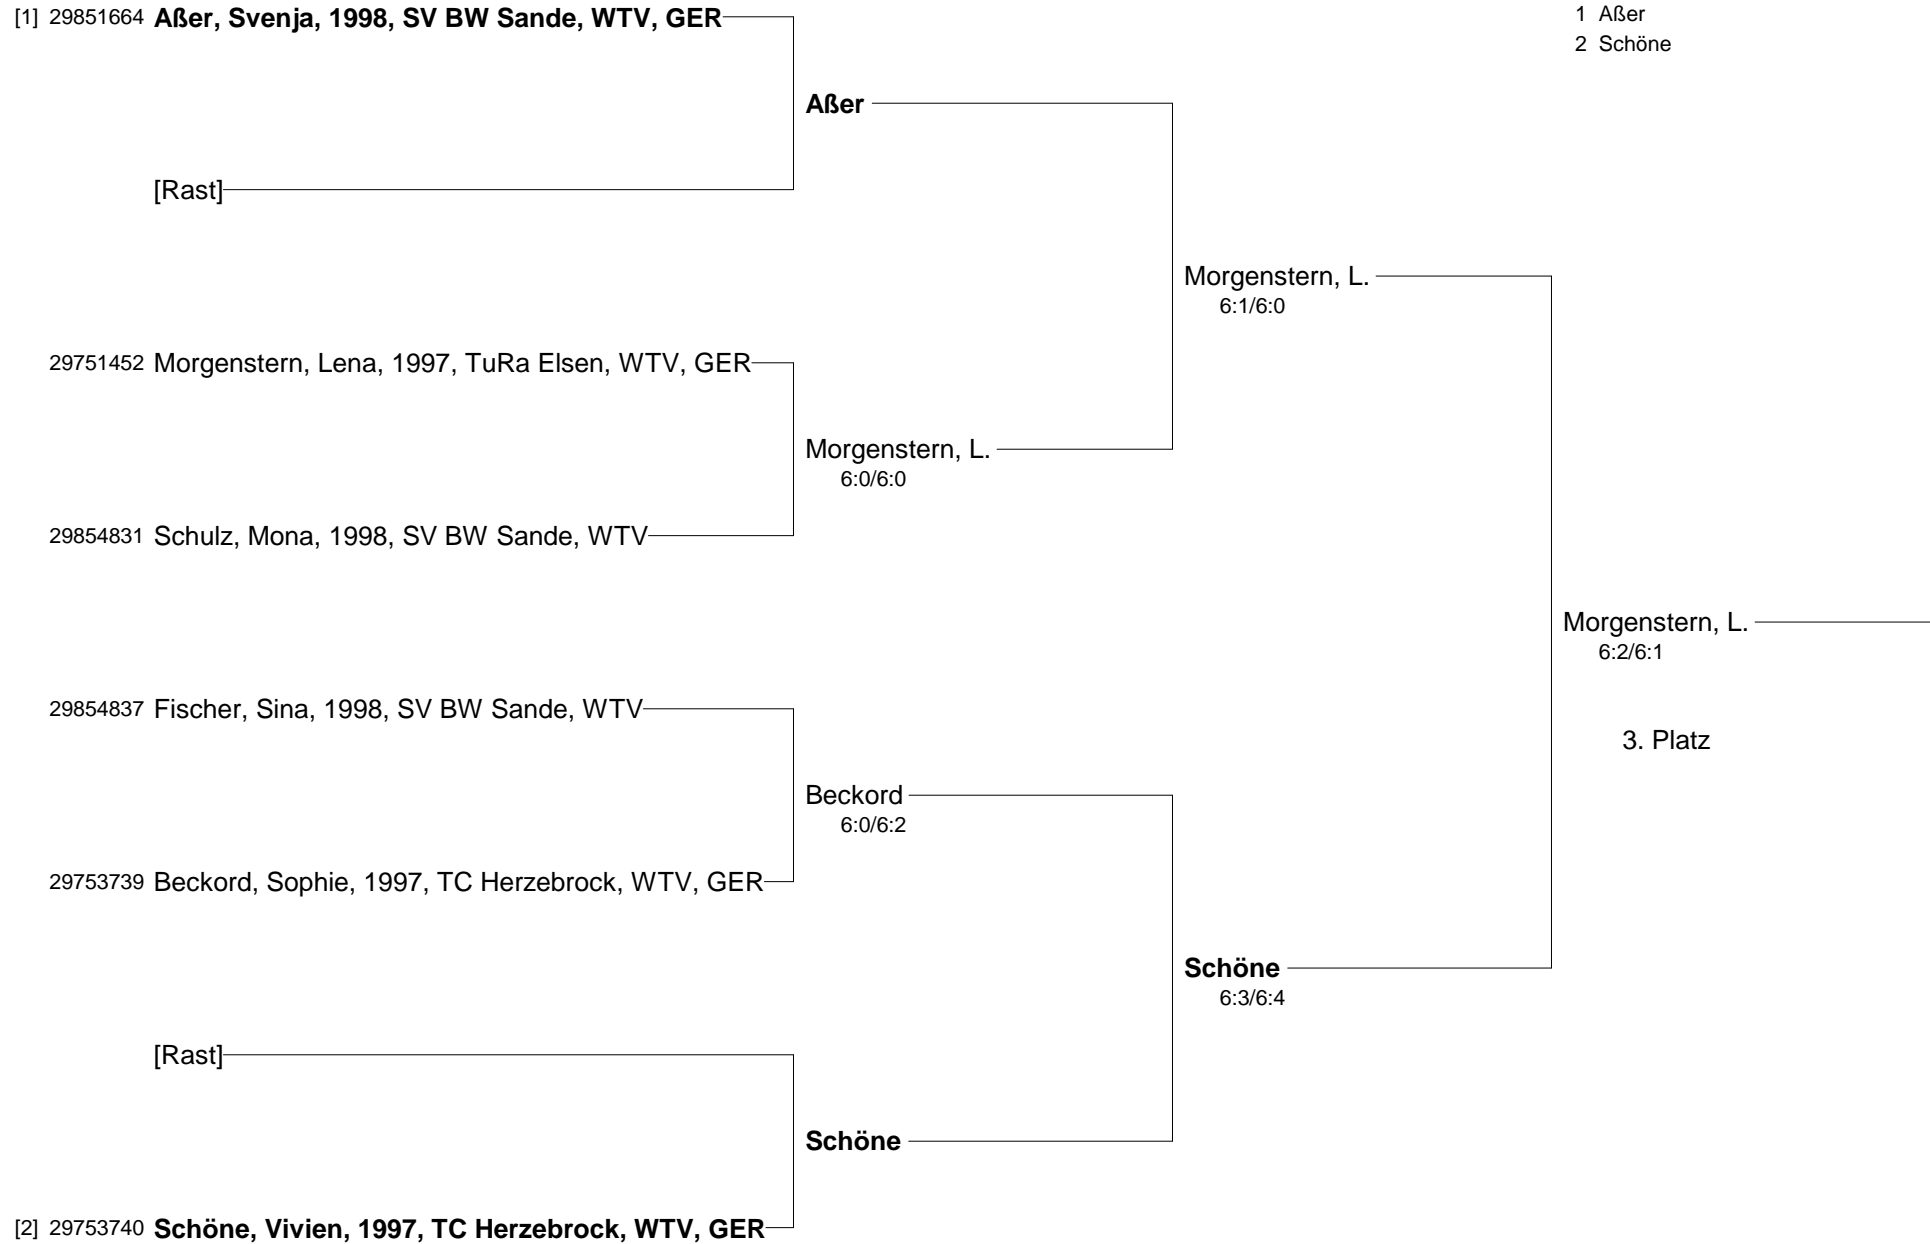 [1] 29851664 Aßer, Svenja, 1998, SV BW Sande, WTV, GER
1 Aßer
2 Schöne
Aßer
[Rast]
Morgenstern, L.
6:1/6:0
29751452 Morgenstern, Lena, 1997, TuRa Elsen, WTV, GER
Morgenstern, L.
6:0/6:0
29854831 Schulz, Mona, 1998, SV BW Sande, WTV
Morgenstern, L.
6:2/6:1
29854837 Fischer, Sina, 1998, SV BW Sande, WTV
3. Platz
Beckord
6:0/6:2
29753739 Beckord, Sophie, 1997, TC Herzebrock, WTV, GER
Schöne
6:3/6:4
[Rast]
Schöne
[2] 29753740 Schöne, Vivien, 1997, TC Herzebrock, WTV, GER